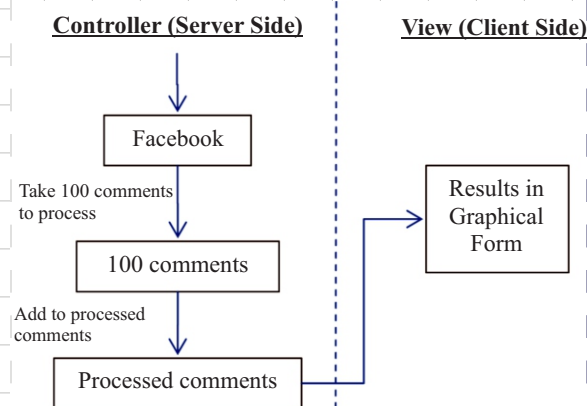 Controller (Server Side)
View (Client Side)
Facebook
Take 100 comments
to process
100 comments
Add to processed
comments
Processed comments
Results in
Graphical
Form